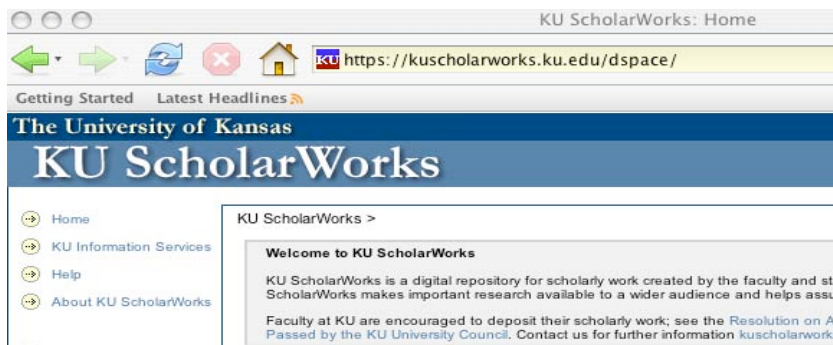 KU ScholarWorks: Home
KU https://kuscholarworks.ku.edu/dspace/
Getting Started Latest Headlines
The University of Kansas
KU ScholarWorks
Home
KU Information Services
Help
About KU ScholarWorks
KU ScholarWorks >
Welcome to KU ScholarWorks
KU ScholarWorks is a digital repository for scholarly work created by the faculty and
ScholarWorks makes important research available to a wider audience and helps
Faculty at KU are encouraged to deposit their scholarly work; see the Resolution on
Passed by the KU University Council. Contact us for further information